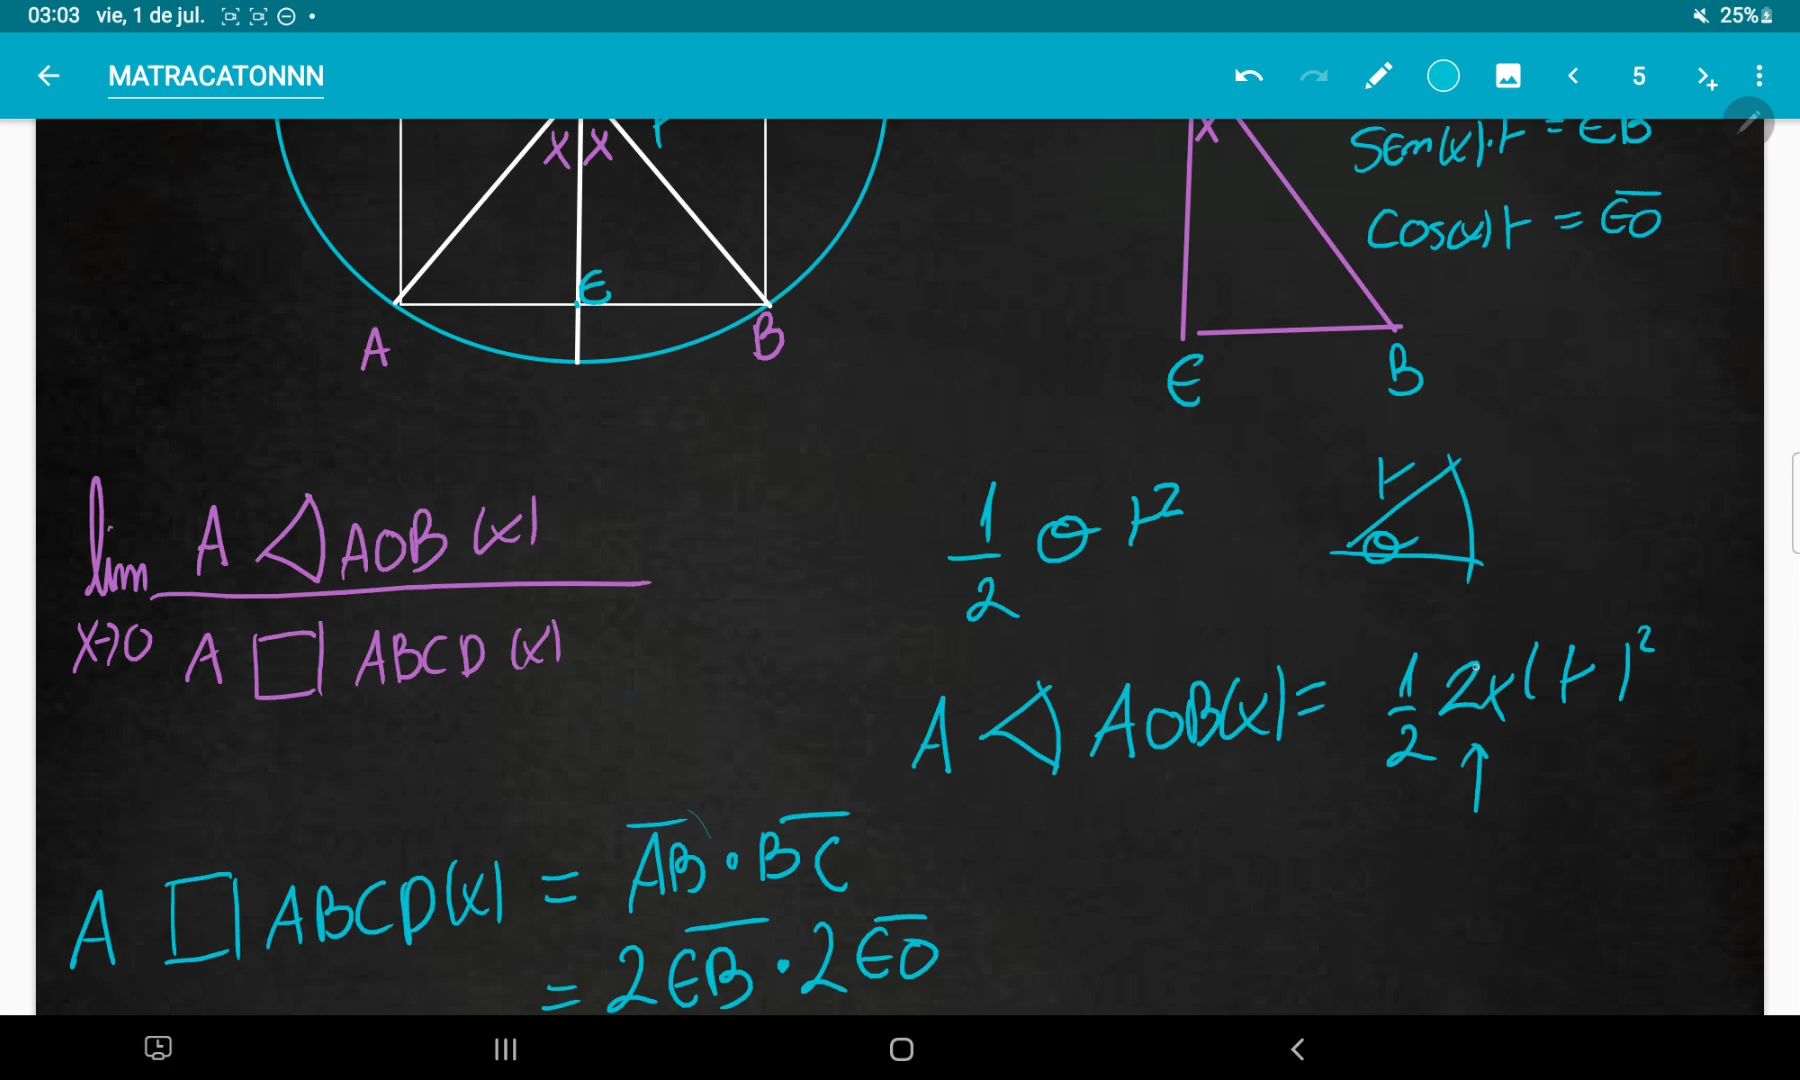 03:03 vie, 1 de jul. 25%
MATRACATONNN 5
x x r
x
Sen(x).r = EB
Cos(x) r = EO
E
A B
E B
lim A AOB (x)
x→0 A □ ABCD (x)
1/2 θ r²
r
θ
A AOB(x) = 1/2 2x(r)²
A □ ABCD(x) = AB · BC
= 2EB · 2EO